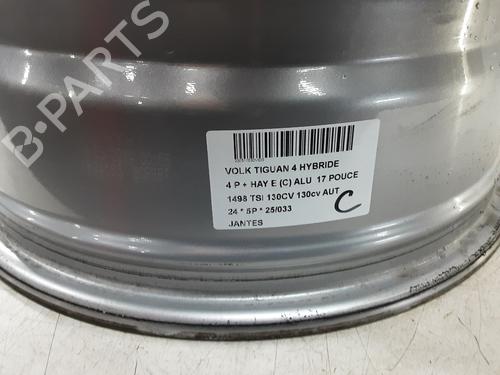 B-PARTS
VOLK TIGUAN 4 HYBRIDE
4 P + HAY E (C) ALU 17 POUCE
1498 TSI 130CV 130cv AUT
24 * 5P * 25/033
JANTES
C